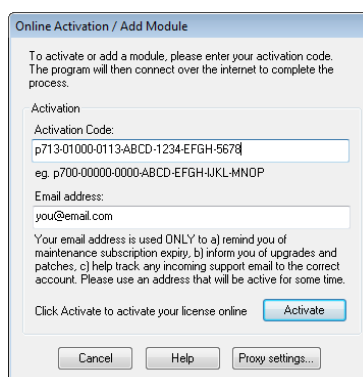 Online Activation / Add Module
To activate or add a module, please enter your activation code.
The program will then connect over the internet to complete the
process.
Activation
Activation Code:
p713-01000-0113-ABCD-1234-EFGH-5678
eg. p700-00000-0000-ABCD-EFGH-IJKL-MNOP
Email address:
you@email.com
Your email address is used ONLY to a) remind you of
maintenance subscription expiry, b) inform you of upgrades and
patches, c) help track any incoming support email to the correct
account. Please use an address that will be active for some time.
Click Activate to activate your license online Activate
Cancel Help Proxy settings...